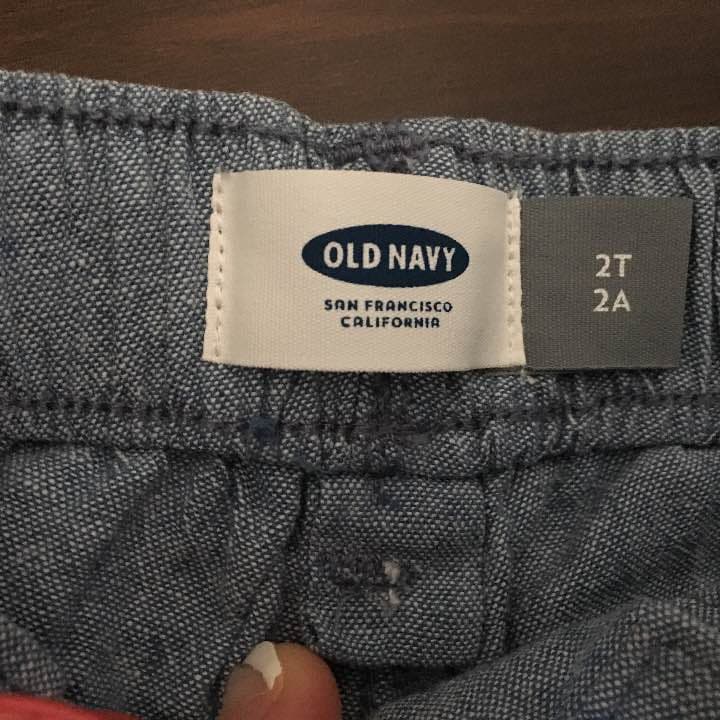 OLD NAVY
SAN FRANCISCO
CALIFORNIA
2T
2A